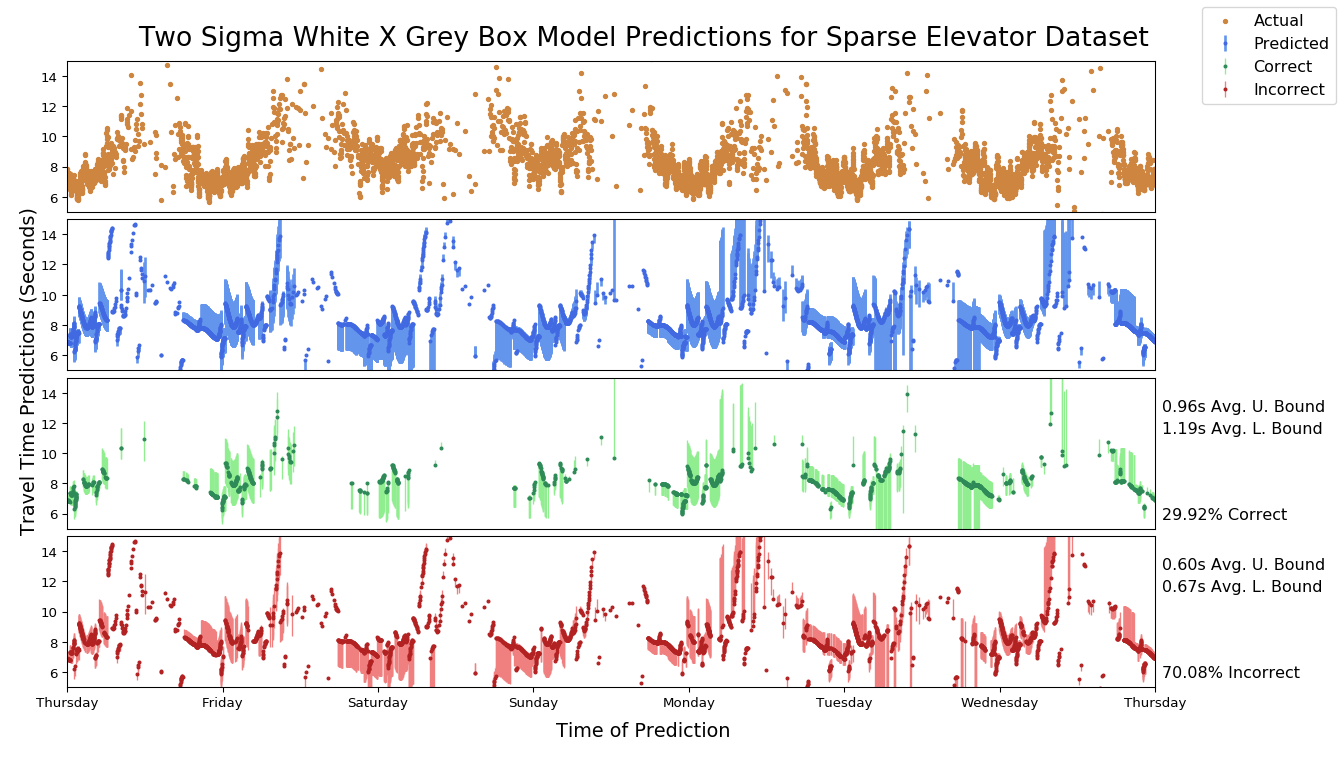 Two Sigma White X Grey Box Model Predictions for Sparse Elevator Dataset
Actual
Predicted
Correct
Incorrect
Travel Time Predictions (Seconds)
14
12
10
8
6
14
12
10
8
6
14
12
10
8
6
0.96s Avg. U. Bound
1.19s Avg. L. Bound
29.92% Correct
14
12
10
8
6
0.60s Avg. U. Bound
0.67s Avg. L. Bound
70.08% Incorrect
Thursday Friday Saturday Sunday Monday Tuesday Wednesday Thursday
Time of Prediction